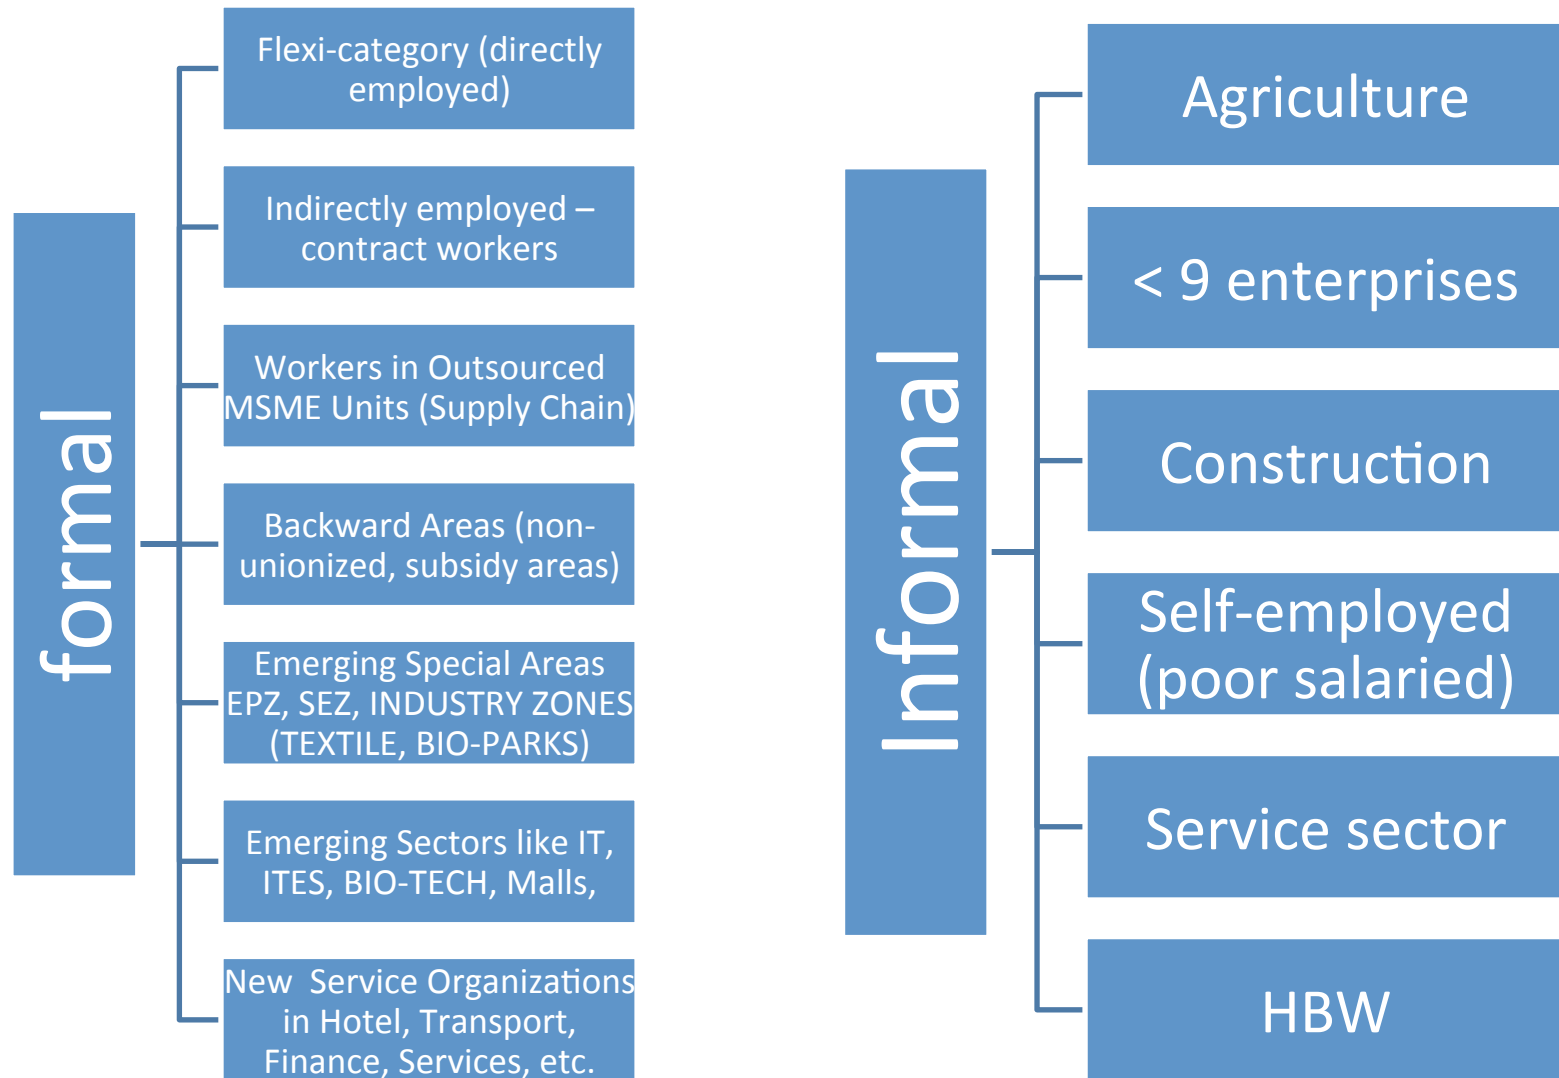 formal
Flexi-category (directly
employed)
Indirectly employed –
contract workers
Workers in Outsourced
MSME Units (Supply Chain)
Backward Areas (non-
unionized, subsidy areas)
Emerging Special Areas
EPZ, SEZ, INDUSTRY ZONES
(TEXTILE, BIO-PARKS)
Emerging Sectors like IT,
ITES, BIO-TECH, Malls,
New Service Organizations
in Hotel, Transport,
Finance, Services, etc.
Informal
Agriculture
< 9 enterprises
Construction
Self-employed
(poor salaried)
Service sector
HBW